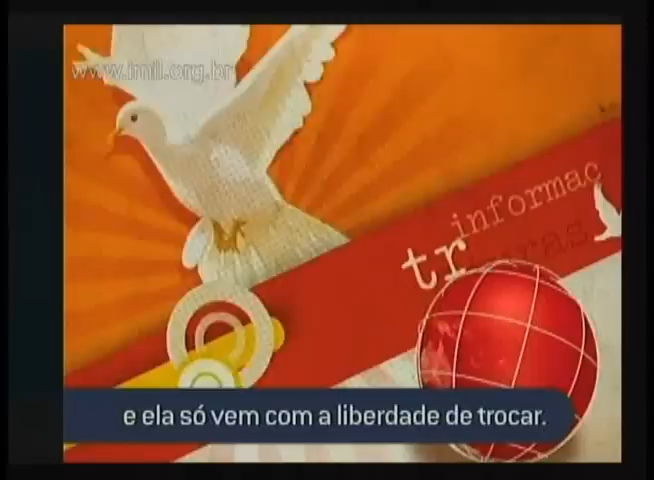 www.imil.org.br
informac
tr
e ela só vem com a liberdade de trocar.